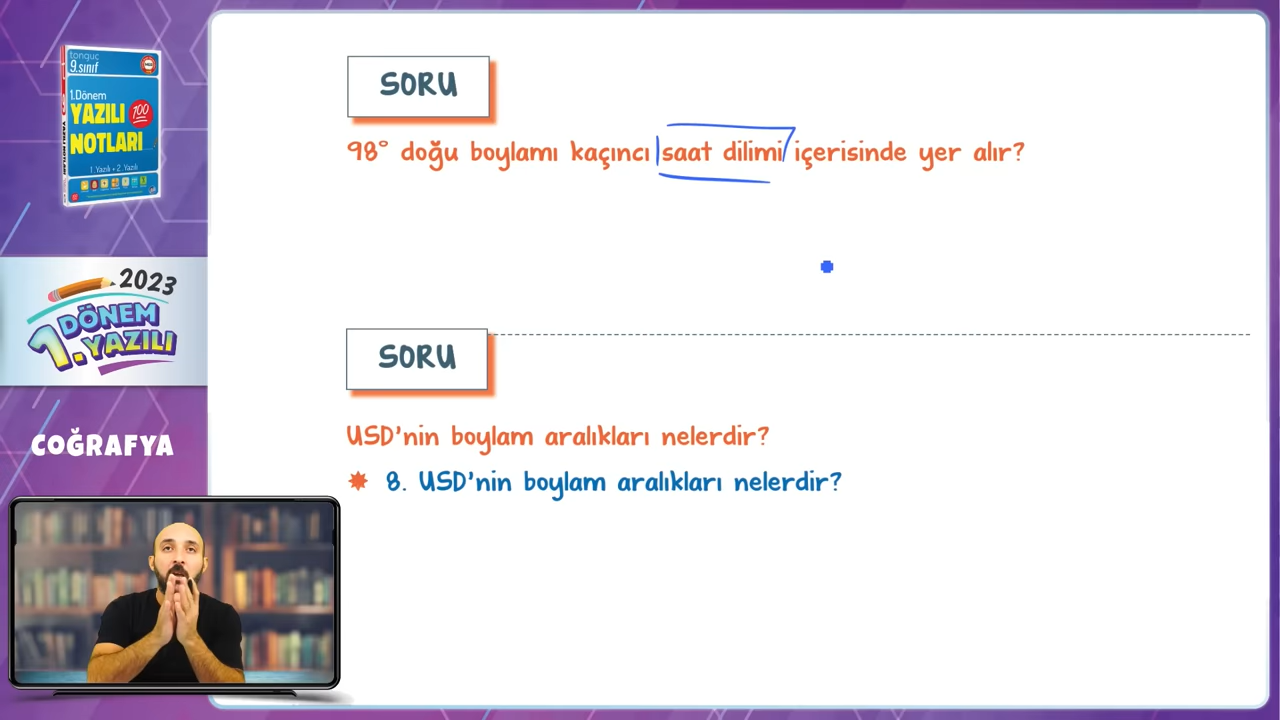 tonguç
9.sınıf
1.Dönem
YAZILI
100
NOTLARI
YAZILI NOTLARI
1. Yazılı • 2. Yazılı
2023
1. DÖNEM
YAZILI
COĞRAFYA
SORU
98° doğu boylamı kaçıncı saat dilimi içerisinde yer alır?
SORU
USD'nin boylam aralıkları nelerdir?
8. USD'nin boylam aralıkları nelerdir?